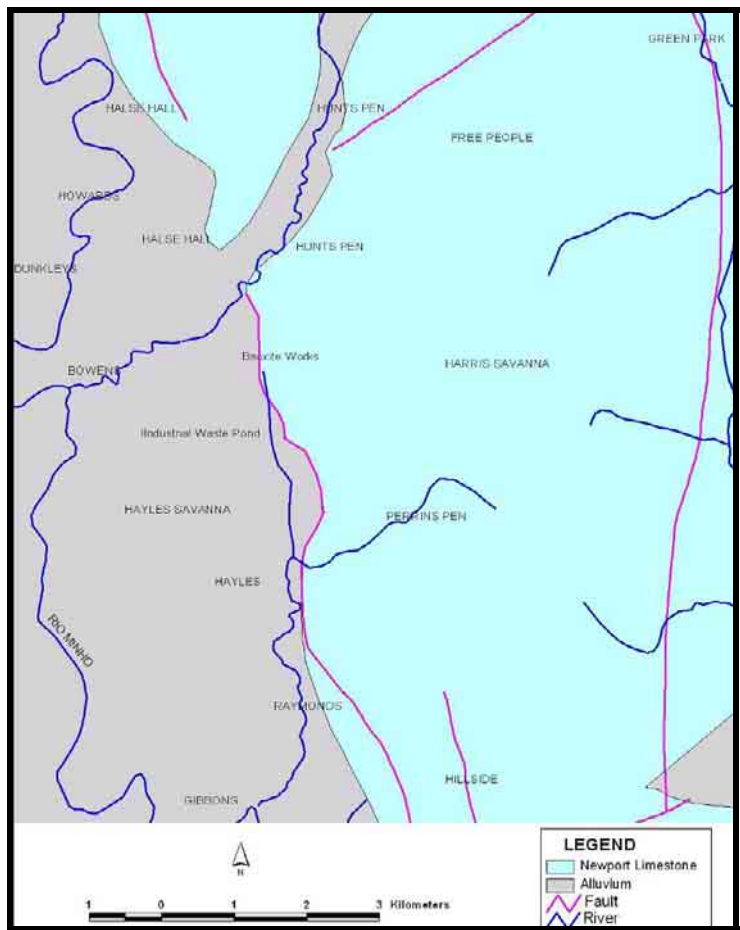 GREEN PARK
HALSE HALL
HUNTS PEN
FREE PEOPLE
HOWARDS
HALSE HALL
HUNTS PEN
DUNKLEYS
Bauxite Works
HARRIS SAVANNA
BOWENS
IIndustrial Waste Pond
HAYLES SAVANNA
PERRINS PEN
HAYLES
RIO MINHO
RAYMONDS
HILLSIDE
GIBBONS
N
1 0 1 2 3 Kilometers
LEGEND
Newport Limestone
Alluvium
Fault
River